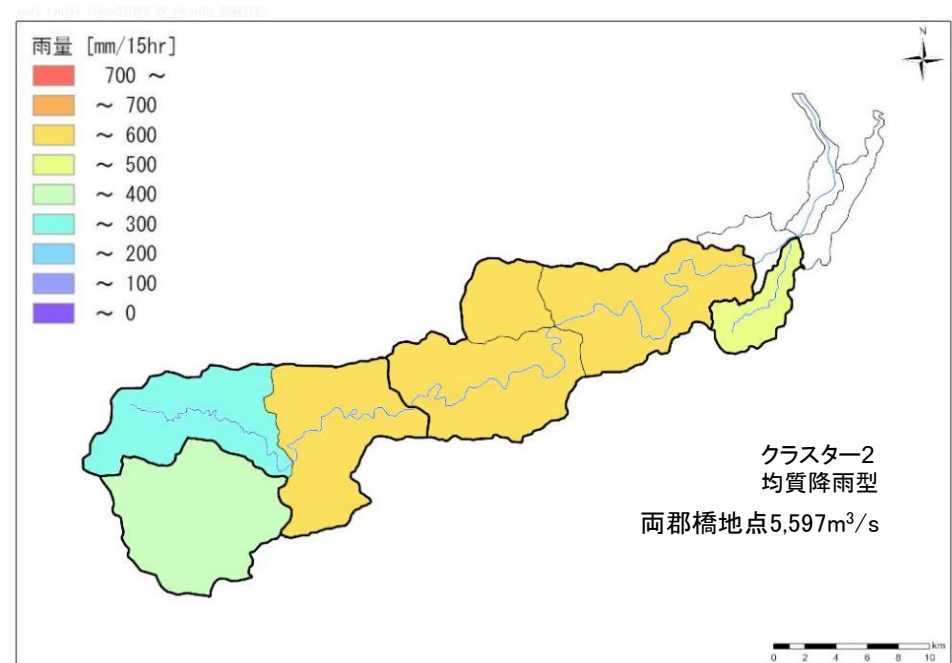 雨量 [mm/15hr]
700 ～
～ 700
～ 600
～ 500
～ 400
～ 300
～ 200
～ 100
～ 0
N
クラスター2
均質降雨型
両郡橋地点5,597m³/s
km
0 2 4 6 8 10